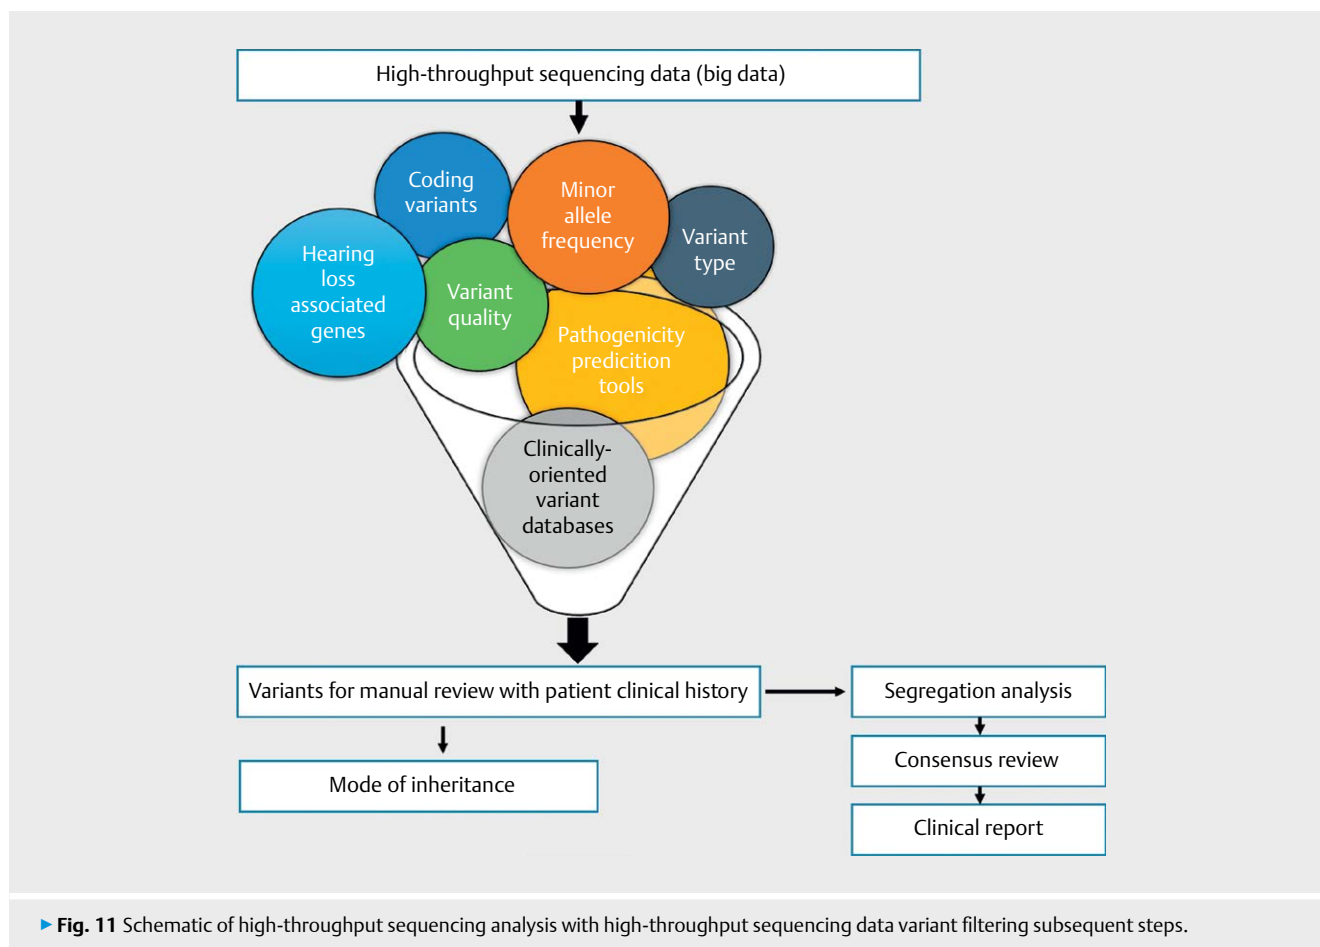 High-throughput sequencing data (big data)
Coding
variants
Minor
allele
frequency
Variant
type
Hearing
loss
associated
genes
Variant
quality
Pathogenicity
predicition
tools
Clinically-
oriented
variant
databases
Variants for manual review with patient clinical history
Segregation analysis
Consensus review
Mode of inheritance
Clinical report
▶ Fig. 11 Schematic of high-throughput sequencing analysis with high-throughput sequencing data variant filtering subsequent steps.